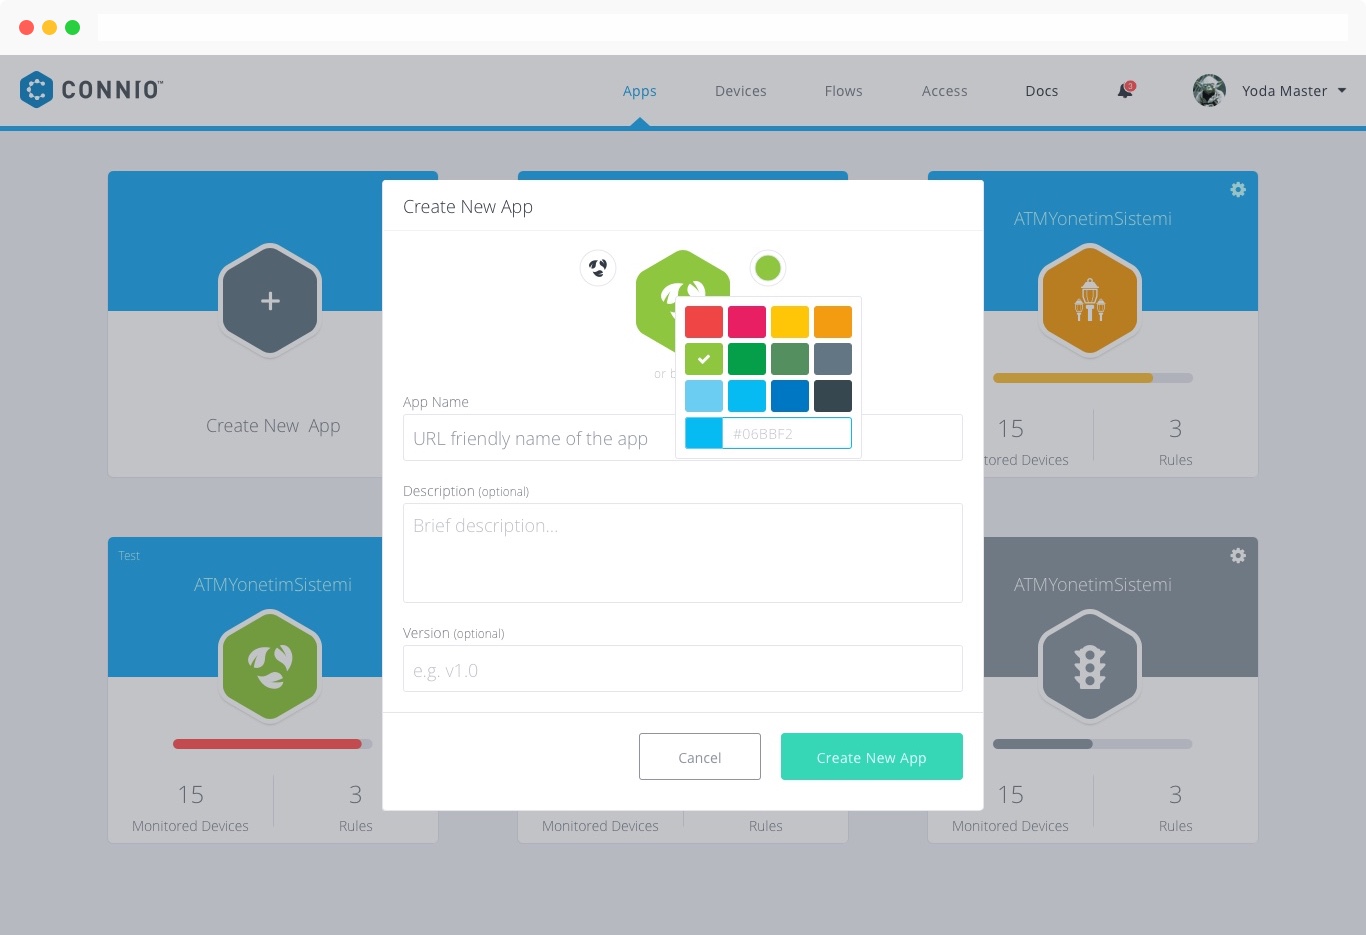 CONNIO™
Apps
Devices
Flows
Access
Docs
3
Yoda Master
Create New App
ATMYonetimSistemi
Create New App
15
tored Devices
3
Rules
or b
App Name
URL friendly name of the app
#06BBF2
Description (optional)
Brief description...
Version (optional)
e.g. v1.0
Cancel
Create New App
Test
ATMYonetimSistemi
15
Monitored Devices
3
Rules
Monitored Devices
Rules
ATMYonetimSistemi
15
Monitored Devices
3
Rules